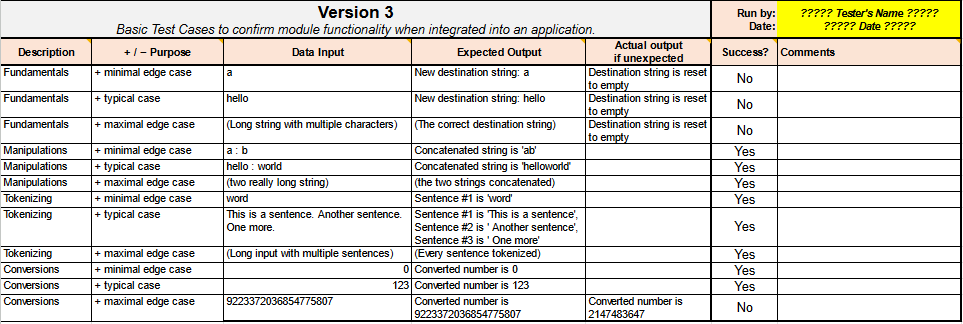 Version 3
Basic Test Cases to confirm module functionality when integrated into an application.
Run by: ????? Tester's Name ?????
Date: ????? Date ?????
Description + / – Purpose Data Input Expected Output Actual output if unexpected Success? Comments
Fundamentals + minimal edge case a New destination string: a Destination string is reset to empty No
Fundamentals + typical case hello New destination string: hello Destination string is reset to empty No
Fundamentals + maximal edge case (Long string with multiple characters) (The correct destination string) Destination string is reset to empty No
Manipulations + minimal edge case a : b Concatenated string is 'ab' Yes
Manipulations + typical case hello : world Concatenated string is 'helloworld' Yes
Manipulations + maximal edge case (two really long string) (the two strings concatenated) Yes
Tokenizing + minimal edge case word Sentence #1 is 'word' Yes
Tokenizing + typical case This is a sentence. Another sentence. One more. Sentence #1 is 'This is a sentence', Sentence #2 is ' Another sentence', Sentence #3 is ' One more' Yes
Tokenizing + maximal edge case (Long input with multiple sentences) (Every sentence tokenized) Yes
Conversions + minimal edge case 0 Converted number is 0 Yes
Conversions + typical case 123 Converted number is 123 Yes
Conversions + maximal edge case 9223372036854775807 Converted number is 9223372036854775807 Converted number is 2147483647 No